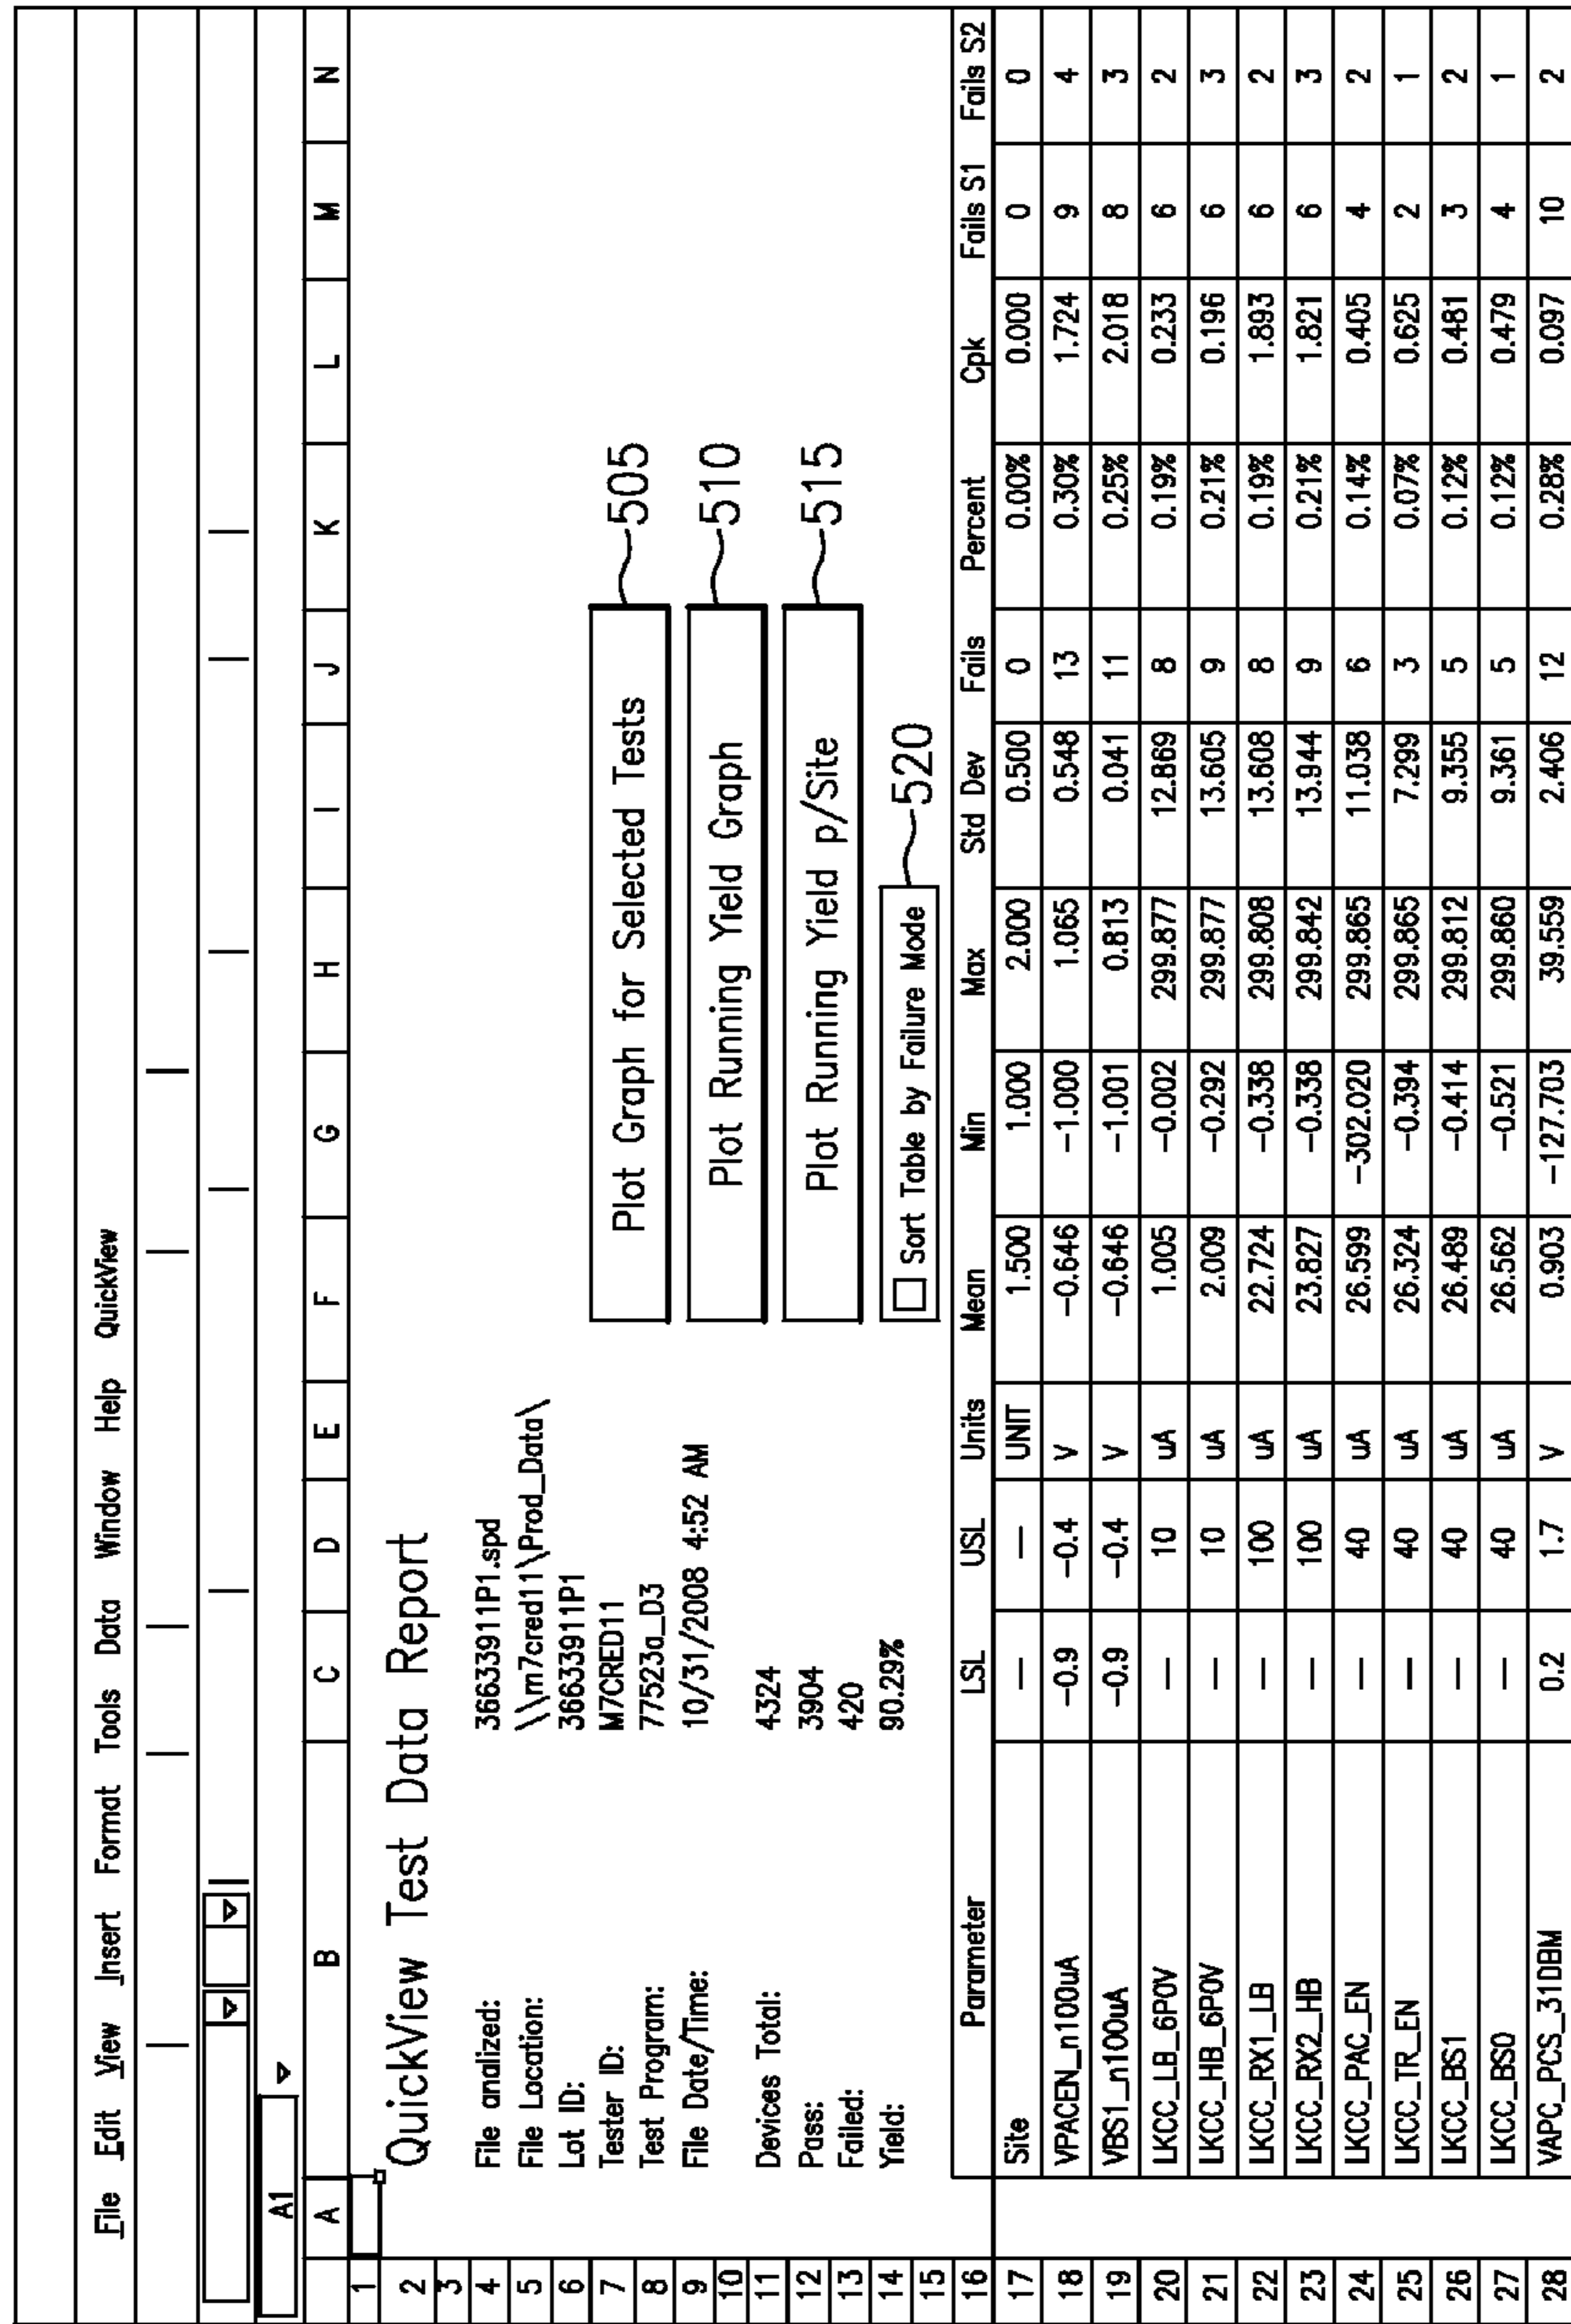 File Edit View Insert Format Tools Data Window Help QuickView
A1
A B C D E F G H I J K L M N
1
2 QuickView Test Data Report
3
4 File analized: 36633911P1.spd
5 File Location: \\m7cred11\Prod_Data\
6 Lot ID: 36633911P1
7 Tester ID: M7CRED11 Plot Graph for Selected Tests 505
8 Test Program: 77523a_D3
9 File Date/Time: 10/31/2008 4:52 AM Plot Running Yield Graph 510
10
11 Devices Total: 4324
12 Pass: 3904 Plot Running Yield p/Site 515
13 Failed: 420
14 Yield: 90.29% Sort Table by Failure Mode 520
15
16 Parameter LSL USL Units Mean Min Max Std Dev Fails Percent Cpk Fails S1 Fails S2
17 Site — — UNIT 1.500 1.000 2.000 0.500 0 0.00% 0.000 0 0
18 VPACEN_n100uA −0.9 −0.4 V −0.646 −1.000 1.065 0.548 13 0.30% 1.724 9 4
19 VBS1_n100uA −0.9 −0.4 V −0.646 −1.001 0.813 0.041 11 0.25% 2.018 8 3
20 LKCC_LB_6P0V — 10 uA 1.005 −0.002 299.877 12.869 8 0.19% 0.233 6 2
21 LKCC_HB_6P0V — 10 uA 2.009 −0.292 299.877 13.605 9 0.21% 0.196 6 3
22 LKCC_RX1_LB — 100 uA 22.724 −0.338 299.808 13.608 8 0.19% 1.893 6 2
23 LKCC_RX2_HB — 100 uA 23.827 −0.338 299.842 13.944 9 0.21% 1.821 6 3
24 LKCC_PAC_EN — 40 uA 26.599 −302.020 299.865 11.038 6 0.14% 0.405 4 2
25 LKCC_TR_EN — 40 uA 26.324 −0.394 299.865 7.299 3 0.07% 0.625 2 1
26 LKCC_BS1 — 40 uA 26.489 −0.414 299.812 9.355 5 0.12% 0.481 3 2
27 LKCC_BS0 — 40 uA 26.562 −0.521 299.860 9.361 5 0.12% 0.479 4 1
28 VAPC_PCS_31DBM 0.2 1.7 V 0.903 −127.703 39.559 2.406 12 0.28% 0.097 10 2